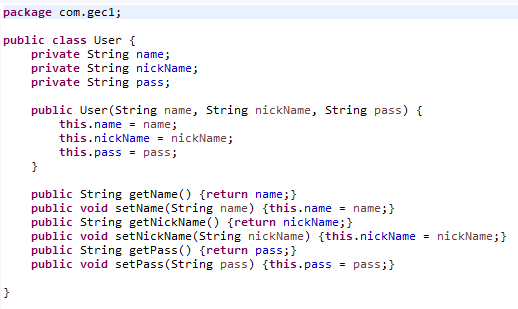 package com.gec1;
public class User {
private String name;
private String nickName;
private String pass;
public User(String name, String nickName, String pass) {
this.name = name;
this.nickName = nickName;
this.pass = pass;
}
public String getName() {return name;}
public void setName(String name) {this.name = name;}
public String getNickName() {return nickName;}
public void setNickName(String nickName) {this.nickName = nickName;}
public String getPass() {return pass;}
public void setPass(String pass) {this.pass = pass;}
}